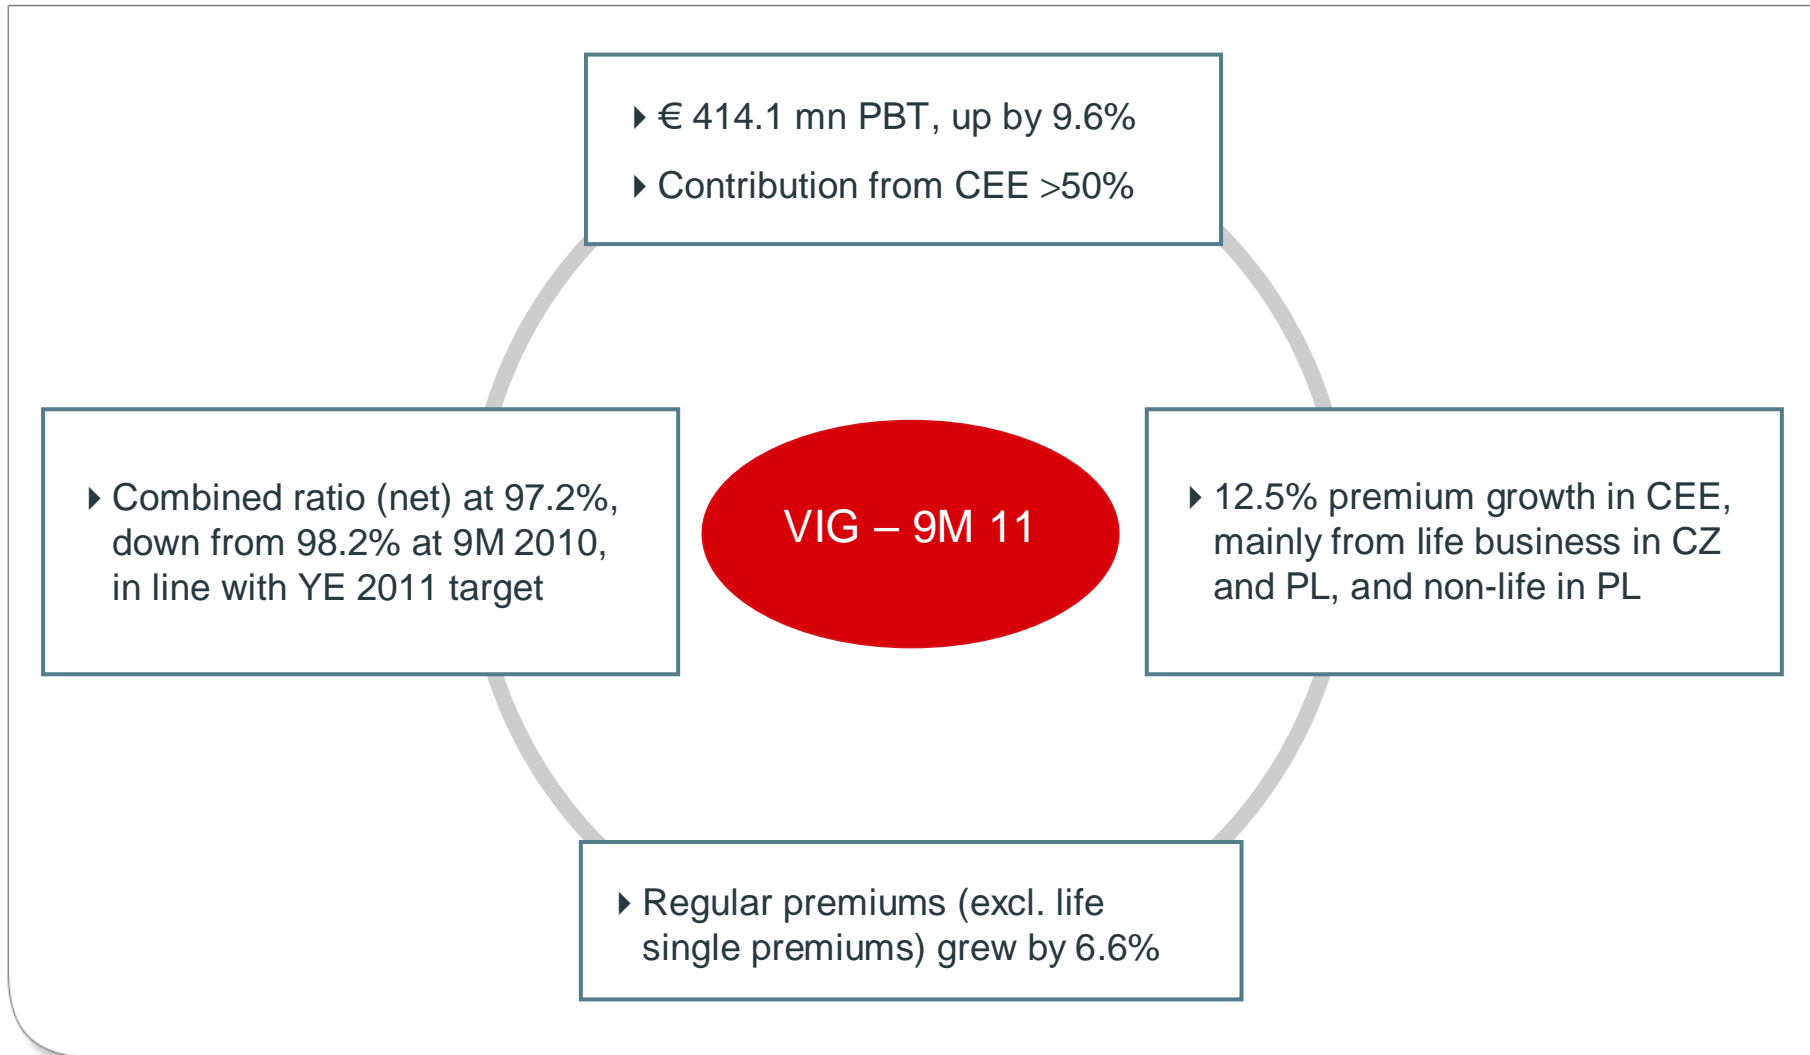 ▸ € 414.1 mn PBT, up by 9.6%
▸ Contribution from CEE >50%
▸ Combined ratio (net) at 97.2%,
down from 98.2% at 9M 2010,
in line with YE 2011 target
VIG – 9M 11
▸ 12.5% premium growth in CEE,
mainly from life business in CZ
and PL, and non-life in PL
▸ Regular premiums (excl. life
single premiums) grew by 6.6%